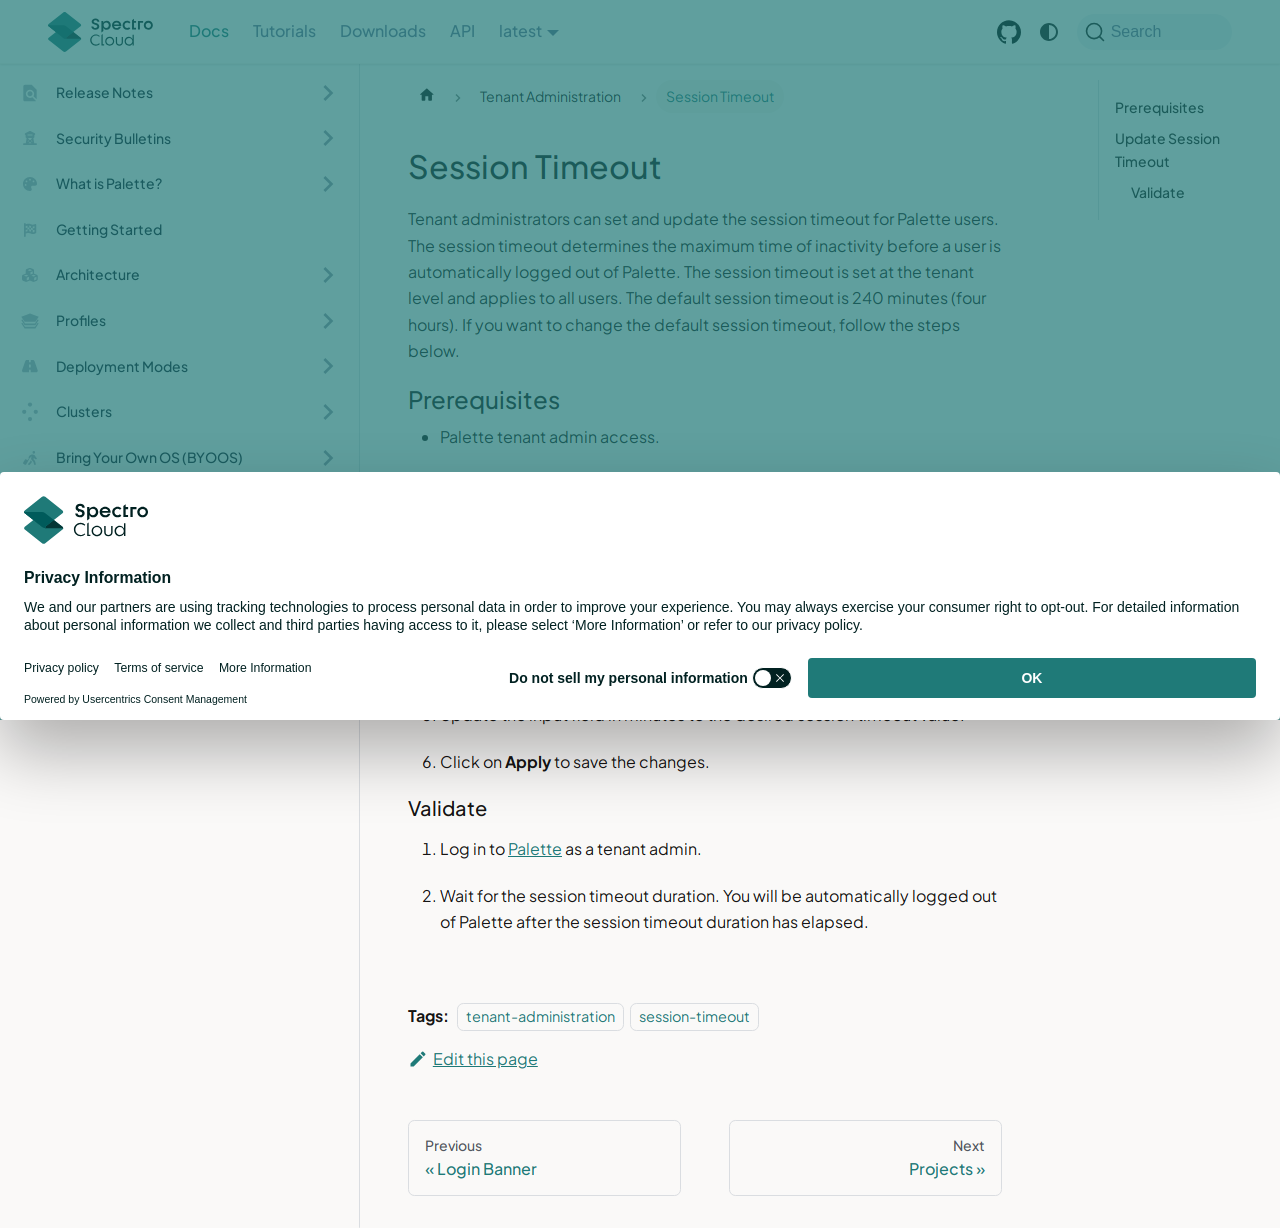 Spectro Cloud
Docs
Tutorials
Downloads
API
latest
Search
Release Notes
Security Bulletins
What is Palette?
Getting Started
Architecture
Profiles
Deployment Modes
Clusters
Bring Your Own OS (BYOOS)
Tenant Administration
Session Timeout
Session Timeout
Tenant administrators can set and update the session timeout for Palette users.
The session timeout determines the maximum time of inactivity before a user is
automatically logged out of Palette. The session timeout is set at the tenant
level and applies to all users. The default session timeout is 240 minutes (four
hours). If you want to change the default session timeout, follow the steps
below.
Prerequisites
• Palette tenant admin access.
Prerequisites
Update Session
Timeout
Validate
Spectro
Cloud
Privacy Information
We and our partners are using tracking technologies to process personal data in order to improve your experience. You may always exercise your consumer right to opt-out. For detailed information
about personal information we collect and third parties having access to it, please select ‘More Information’ or refer to our privacy policy.
Privacy policy
Terms of service
More Information
Powered by Usercentrics Consent Management
Do not sell my personal information
OK
6. Click on Apply to save the changes.
Validate
1. Log in to Palette as a tenant admin.
2. Wait for the session timeout duration. You will be automatically logged out
of Palette after the session timeout duration has elapsed.
Tags:
tenant-administration
session-timeout
Edit this page
Previous
« Login Banner
Next
Projects »